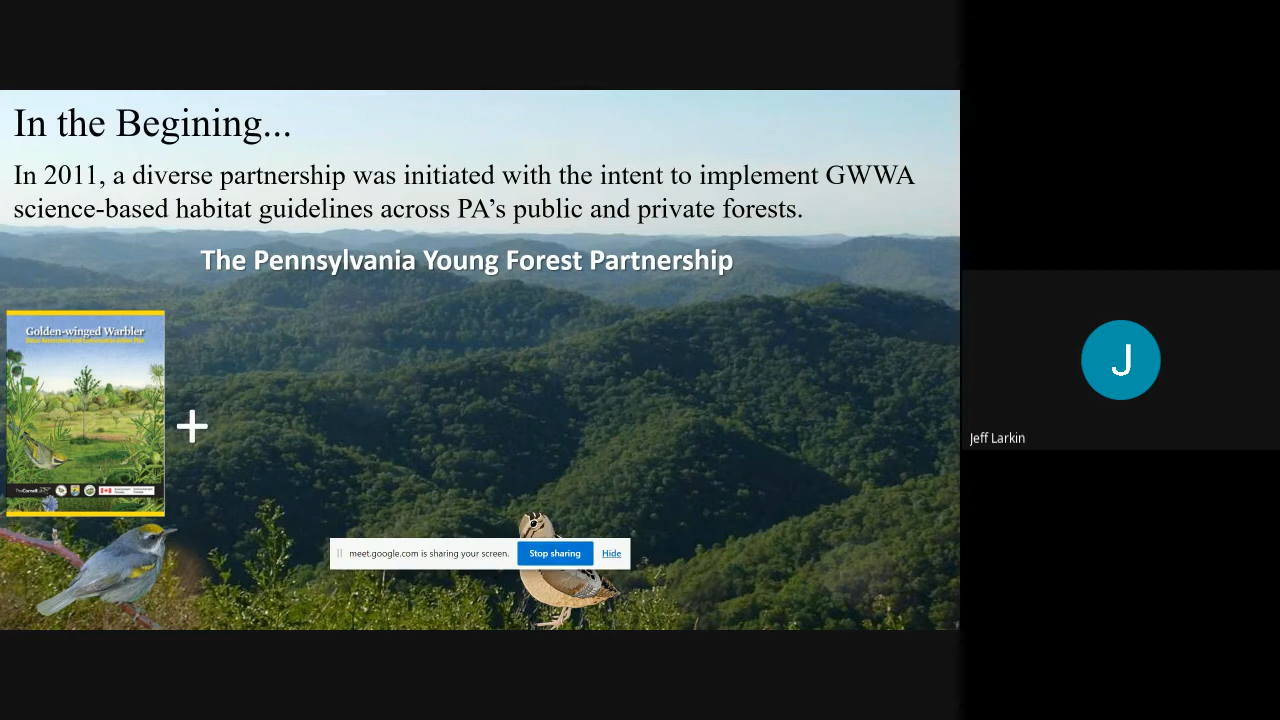 In the Begining...
In 2011, a diverse partnership was initiated with the intent to implement GWWA
science-based habitat guidelines across PA's public and private forests.
The Pennsylvania Young Forest Partnership
Golden-winged Warbler
+
meet.google.com is sharing your screen.
Stop sharing
Hide
J
Jeff Larkin